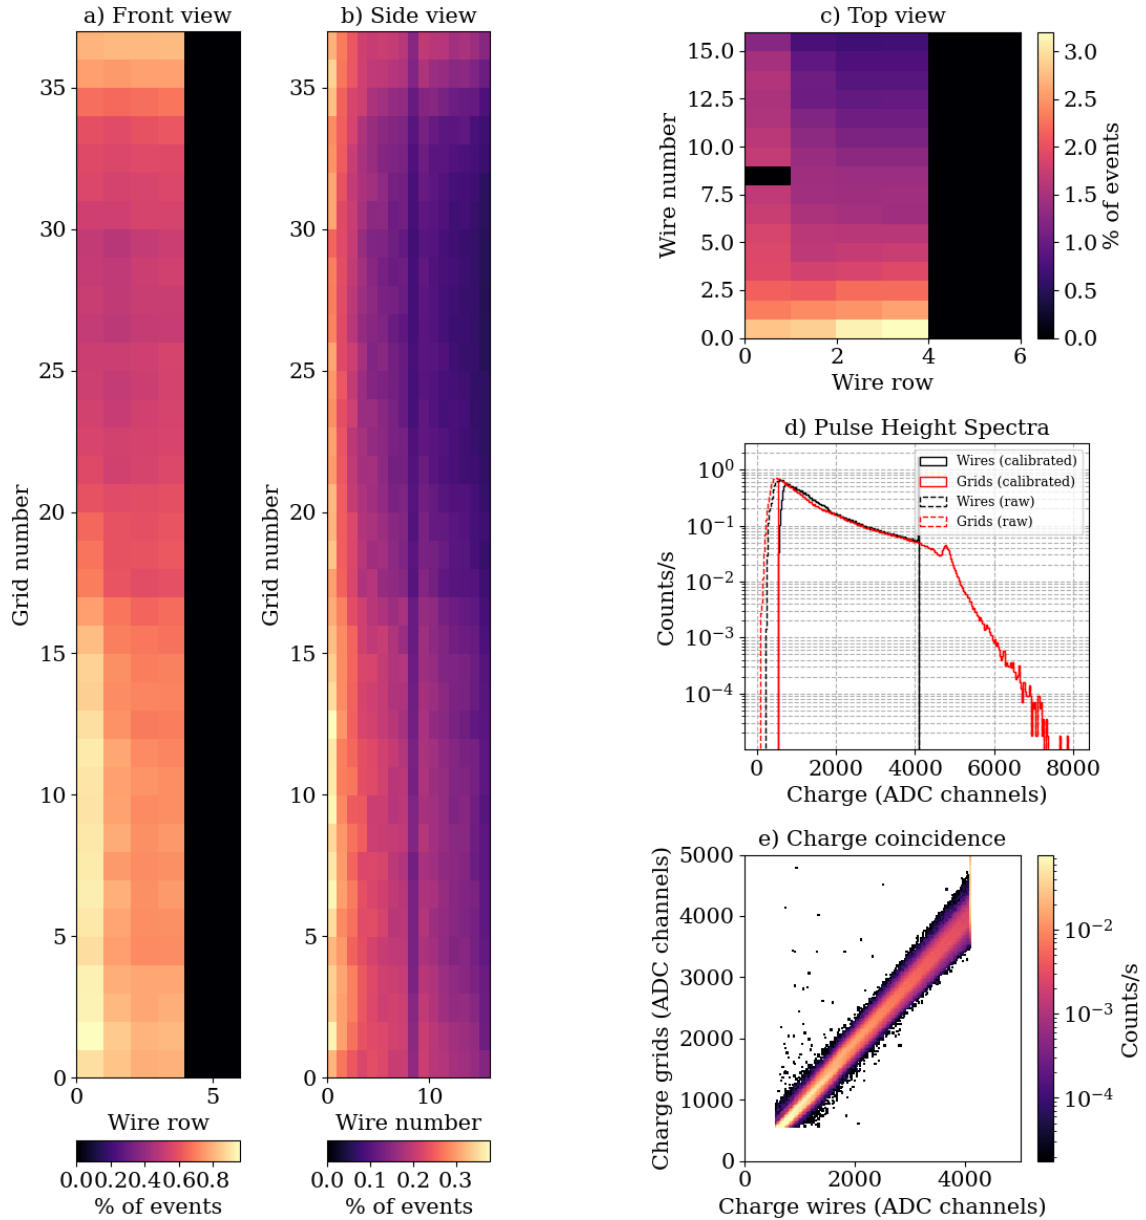 a) Front view
b) Side view
c) Top view
35
30
25
20
15
10
5
0
Grid number
0
5
Wire row
0.00.20.40.60.8
% of events
35
30
25
20
15
10
5
0
Grid number
0
10
Wire number
0.0 0.1 0.2 0.3
% of events
15.0
12.5
10.0
7.5
5.0
2.5
0.0
Wire number
0 2 4 6
Wire row
3.0
2.5
2.0
1.5
1.0
0.5
0.0
% of events
d) Pulse Height Spectra
Wires (calibrated)
Grids (calibrated)
Wires (raw)
Grids (raw)
10⁰
10⁻¹
10⁻²
10⁻³
10⁻⁴
Counts/s
0 2000 4000 6000 8000
Charge (ADC channels)
e) Charge coincidence
5000
4000
3000
2000
1000
0
Charge grids (ADC channels)
0 2000 4000
Charge wires (ADC channels)
10⁻²
10⁻³
10⁻⁴
Counts/s